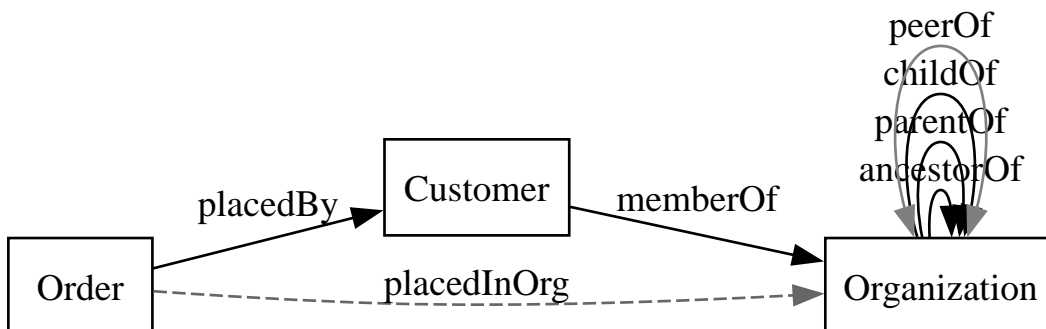 peerOf
childOf
parentOf
ancestorOf
Customer
placedBy
memberOf
placedInOrg
Order
Organization